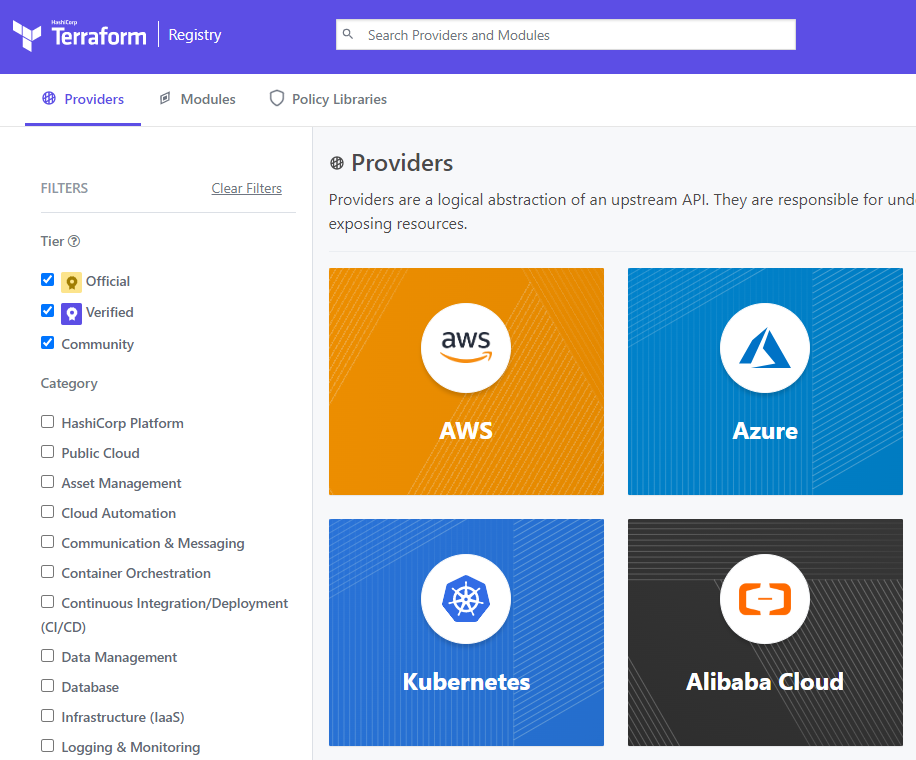 HashiCorp
Terraform
Registry
Search Providers and Modules
Providers
Modules
Policy Libraries
FILTERS
Clear Filters
Tier ?
Official
Verified
Community
Category
HashiCorp Platform
Public Cloud
Asset Management
Cloud Automation
Communication & Messaging
Container Orchestration
Continuous Integration/Deployment
(CI/CD)
Data Management
Database
Infrastructure (IaaS)
Logging & Monitoring
Providers
Providers are a logical abstraction of an upstream API. They are responsible for
exposing resources.
aws
AWS
Azure
Kubernetes
Alibaba Cloud